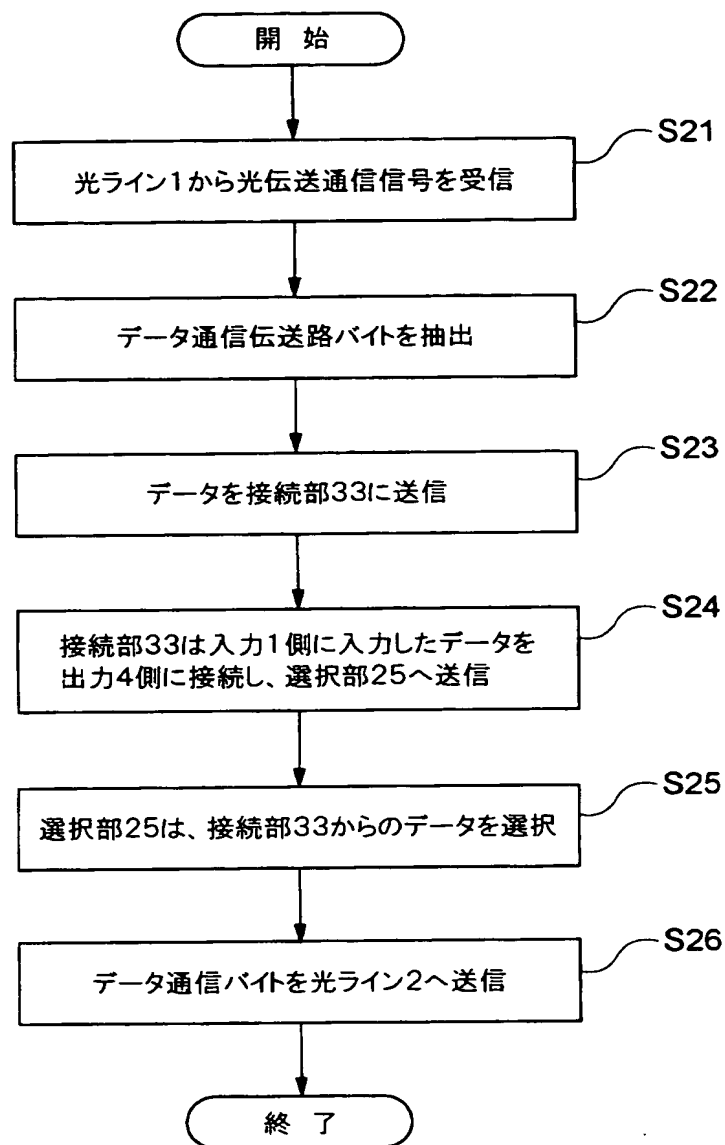 開 始
S21
光ライン1から光伝送通信信号を受信
S22
データ通信伝送路バイトを抽出
S23
データを接続部33に送信
S24
接続部33は入力1側に入力したデータを
出力4側に接続し、選択部25へ送信
S25
選択部25は、接続部33からのデータを選択
S26
データ通信バイトを光ライン2へ送信
終 了